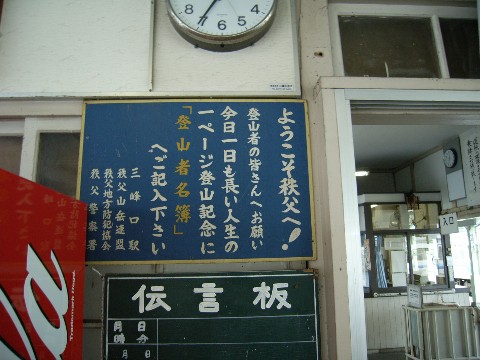 ようこそ秩父へ!
登山者の皆さんへお願い
今日一日も長い人生の
一ページ登山記念に
「登山者名簿」
へご記入下さい
三峰口駅
秩父山岳連盟
秩父地方防犯協会
秩父警察署
伝言板
月 日
時 分
月
日
入口